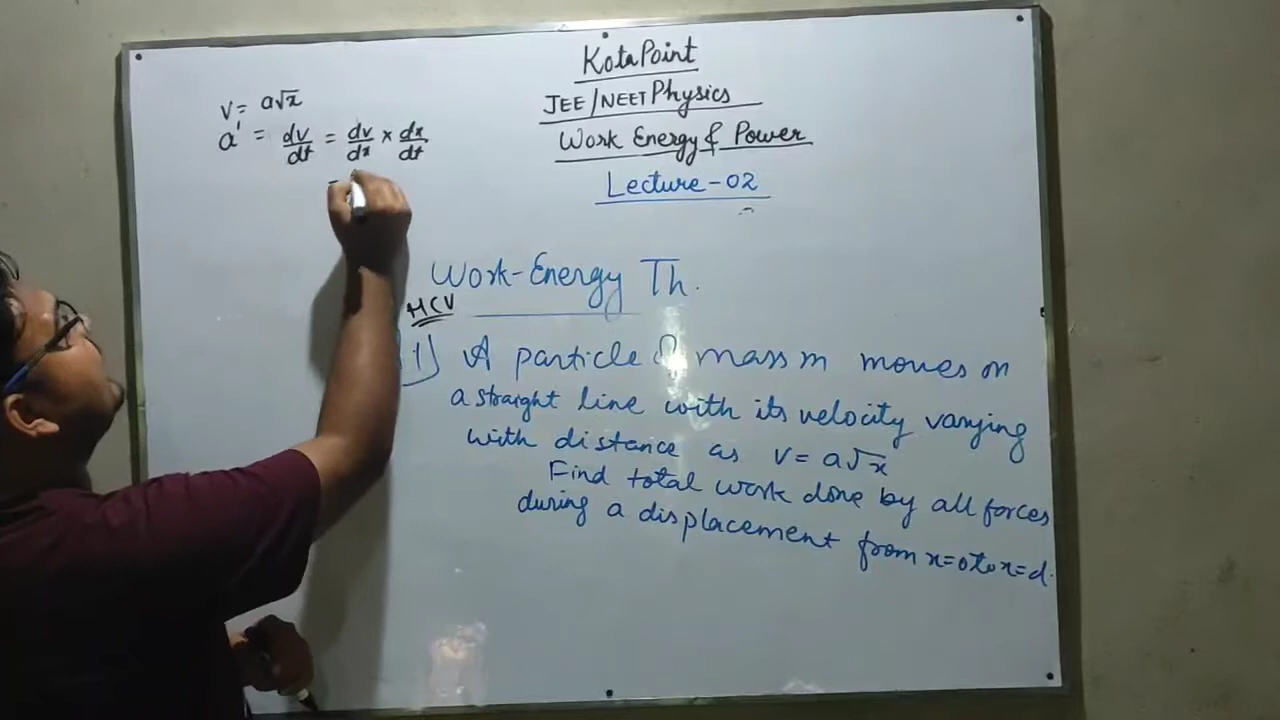 KotaPoint
JEE/NEET Physics
Work Energy & Power
Lecture-02
v = a√x
a' = dv/dt = dv/dx × dx/dt
=
Work-Energy Th.
HCV
1) A particle of mass m moves on
a straight line with its velocity varying
with distance as v = a√x
Find total work done by all forces
during a displacement from x=0 to x=d.